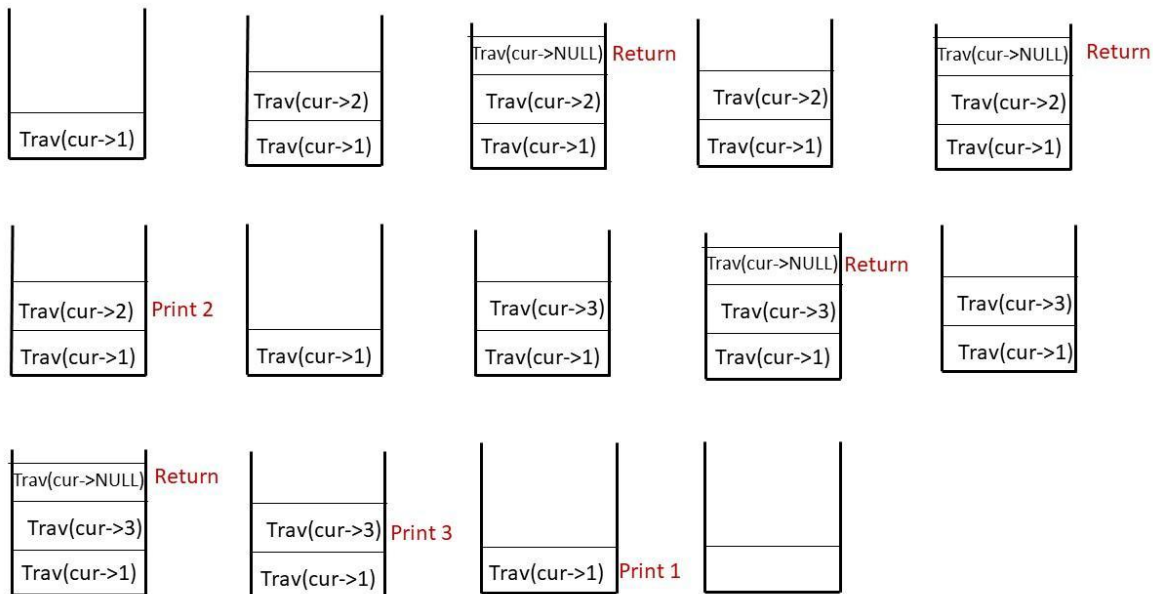 Trav(cur->1)
Trav(cur->2)
Trav(cur->1)
Trav(cur->NULL) Return
Trav(cur->2)
Trav(cur->1)
Trav(cur->2)
Trav(cur->1)
Trav(cur->NULL) Return
Trav(cur->2)
Trav(cur->1)
Trav(cur->2) Print 2
Trav(cur->1)
Trav(cur->1)
Trav(cur->3)
Trav(cur->1)
Trav(cur->NULL) Return
Trav(cur->3)
Trav(cur->1)
Trav(cur->3)
Trav(cur->1)
Trav(cur->NULL) Return
Trav(cur->3)
Trav(cur->1)
Trav(cur->3) Print 3
Trav(cur->1)
Trav(cur->1) Print 1